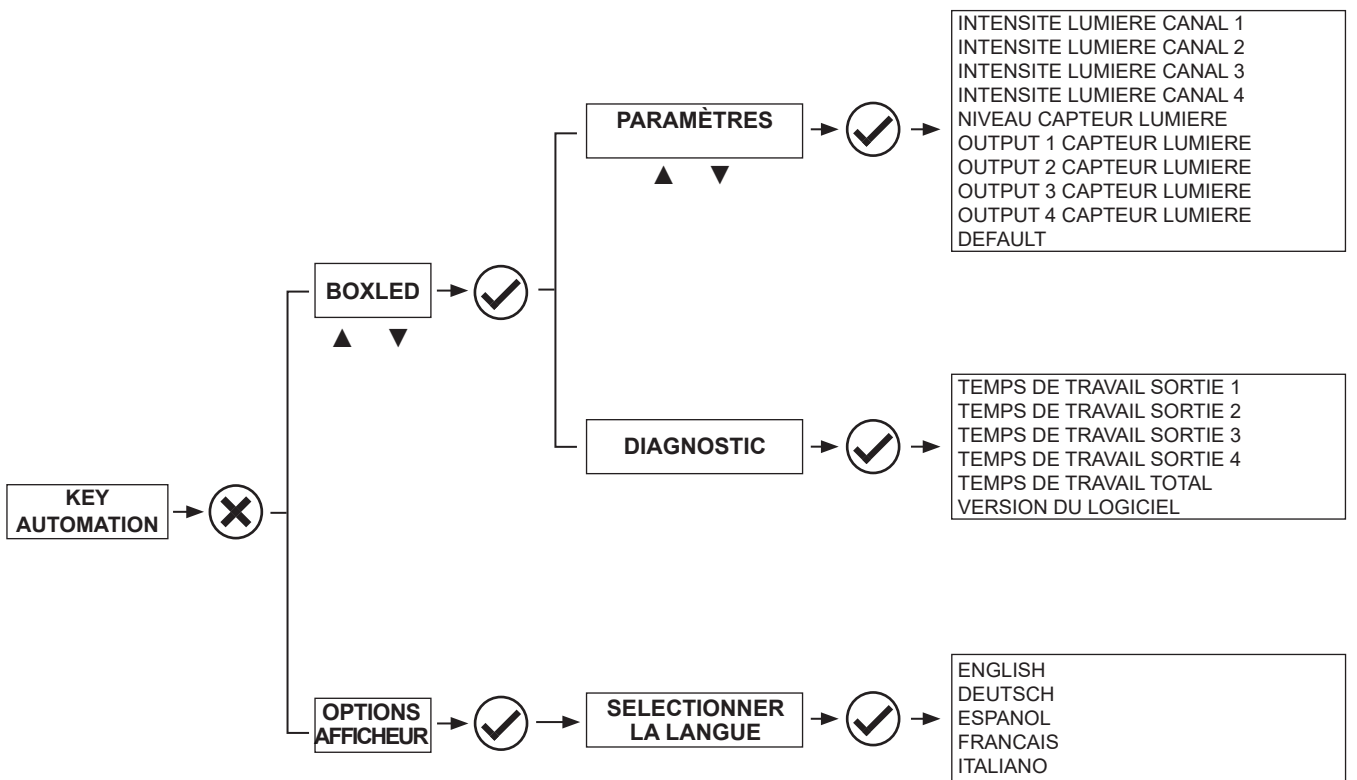 INTENSITE LUMIERE CANAL 1
INTENSITE LUMIERE CANAL 2
INTENSITE LUMIERE CANAL 3
INTENSITE LUMIERE CANAL 4
NIVEAU CAPTEUR LUMIERE
OUTPUT 1 CAPTEUR LUMIERE
OUTPUT 2 CAPTEUR LUMIERE
OUTPUT 3 CAPTEUR LUMIERE
OUTPUT 4 CAPTEUR LUMIERE
DEFAULT
PARAMÈTRES
BOXLED
TEMPS DE TRAVAIL SORTIE 1
TEMPS DE TRAVAIL SORTIE 2
TEMPS DE TRAVAIL SORTIE 3
TEMPS DE TRAVAIL SORTIE 4
TEMPS DE TRAVAIL TOTAL
VERSION DU LOGICIEL
DIAGNOSTIC
KEY
AUTOMATION
OPTIONS
AFFICHEUR
SELECTIONNER
LA LANGUE
ENGLISH
DEUTSCH
ESPANOL
FRANCAIS
ITALIANO